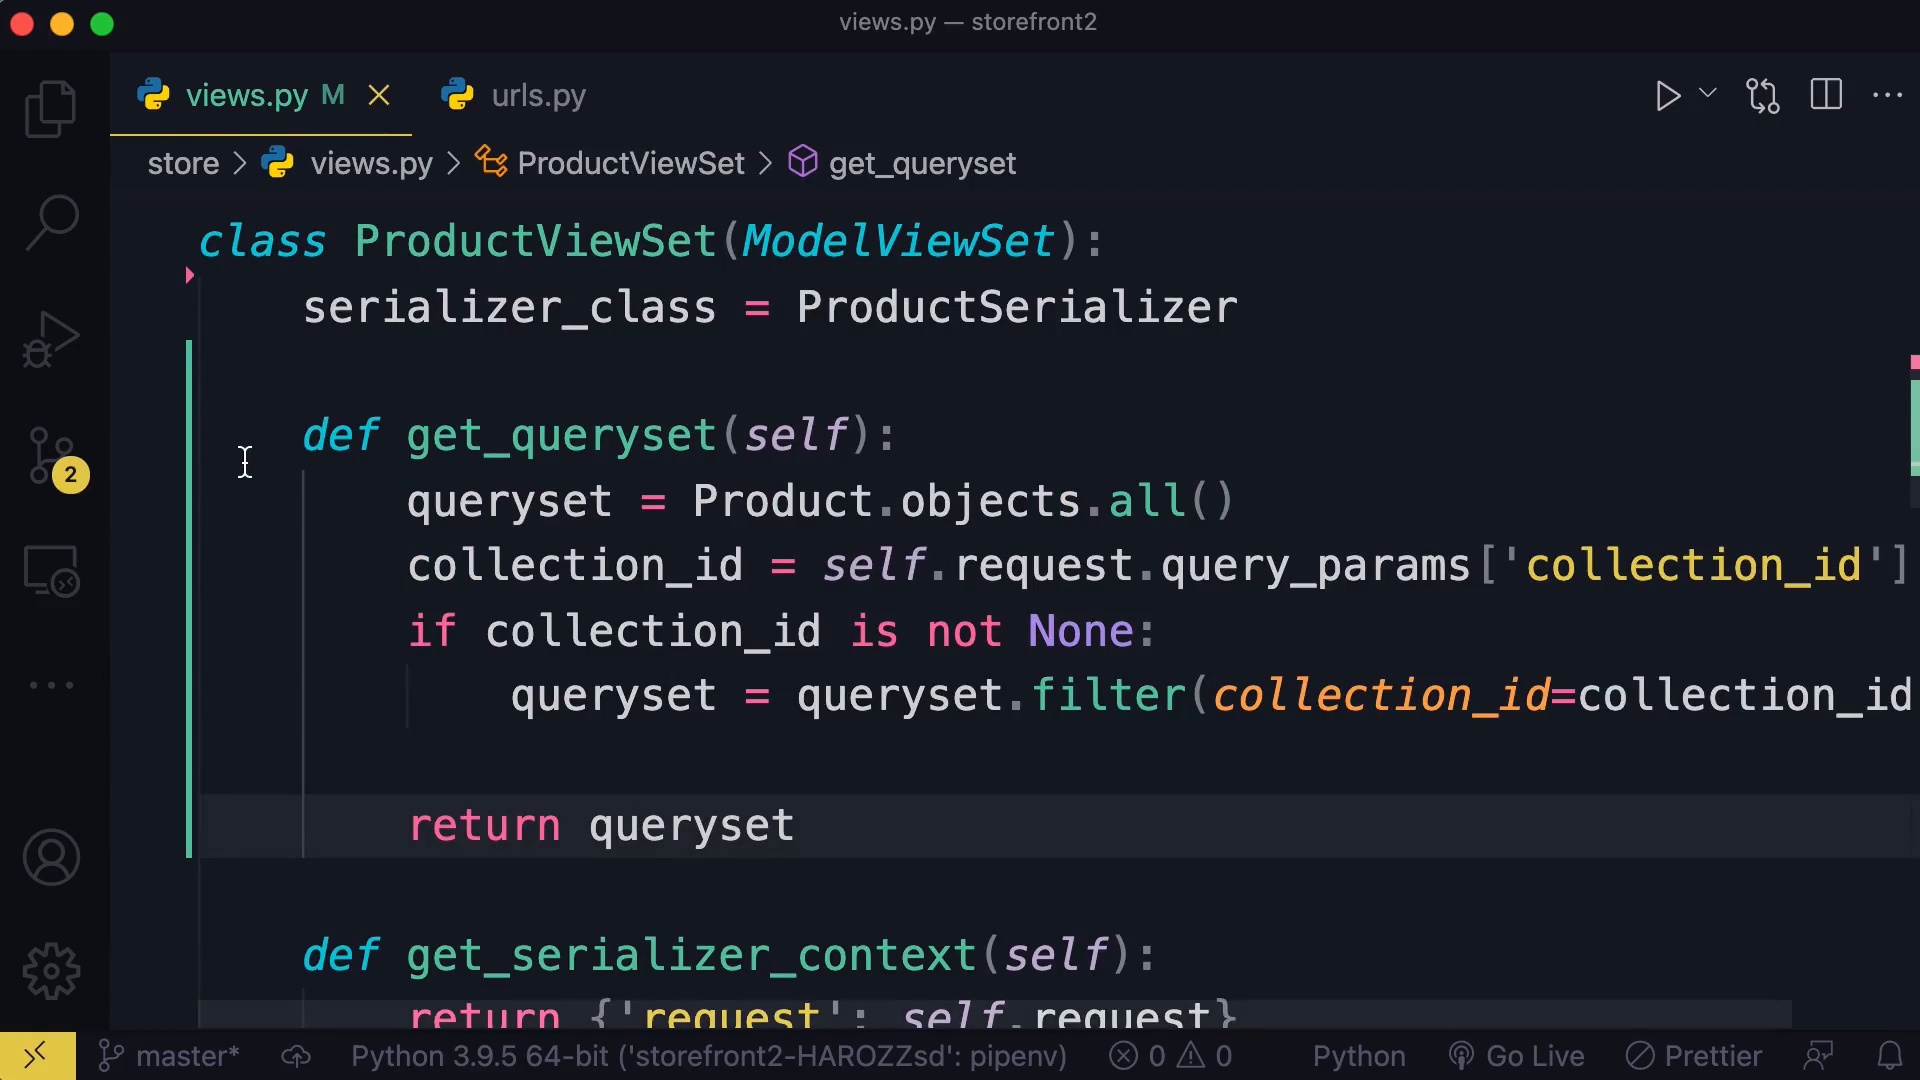 views.py — storefront2
views.py M
urls.py
store > views.py > ProductViewSet > get_queryset
class ProductViewSet(ModelViewSet):
serializer_class = ProductSerializer
def get_queryset(self):
queryset = Product.objects.all()
collection_id = self.request.query_params['collection_id']
if collection_id is not None:
queryset = queryset.filter(collection_id=collection_id
return queryset
def get_serializer_context(self):
return {'request': self.request}
2
master* Python 3.9.5 64-bit ('storefront2-HAROZZsd': pipenv) 0 0 Python Go Live Prettier